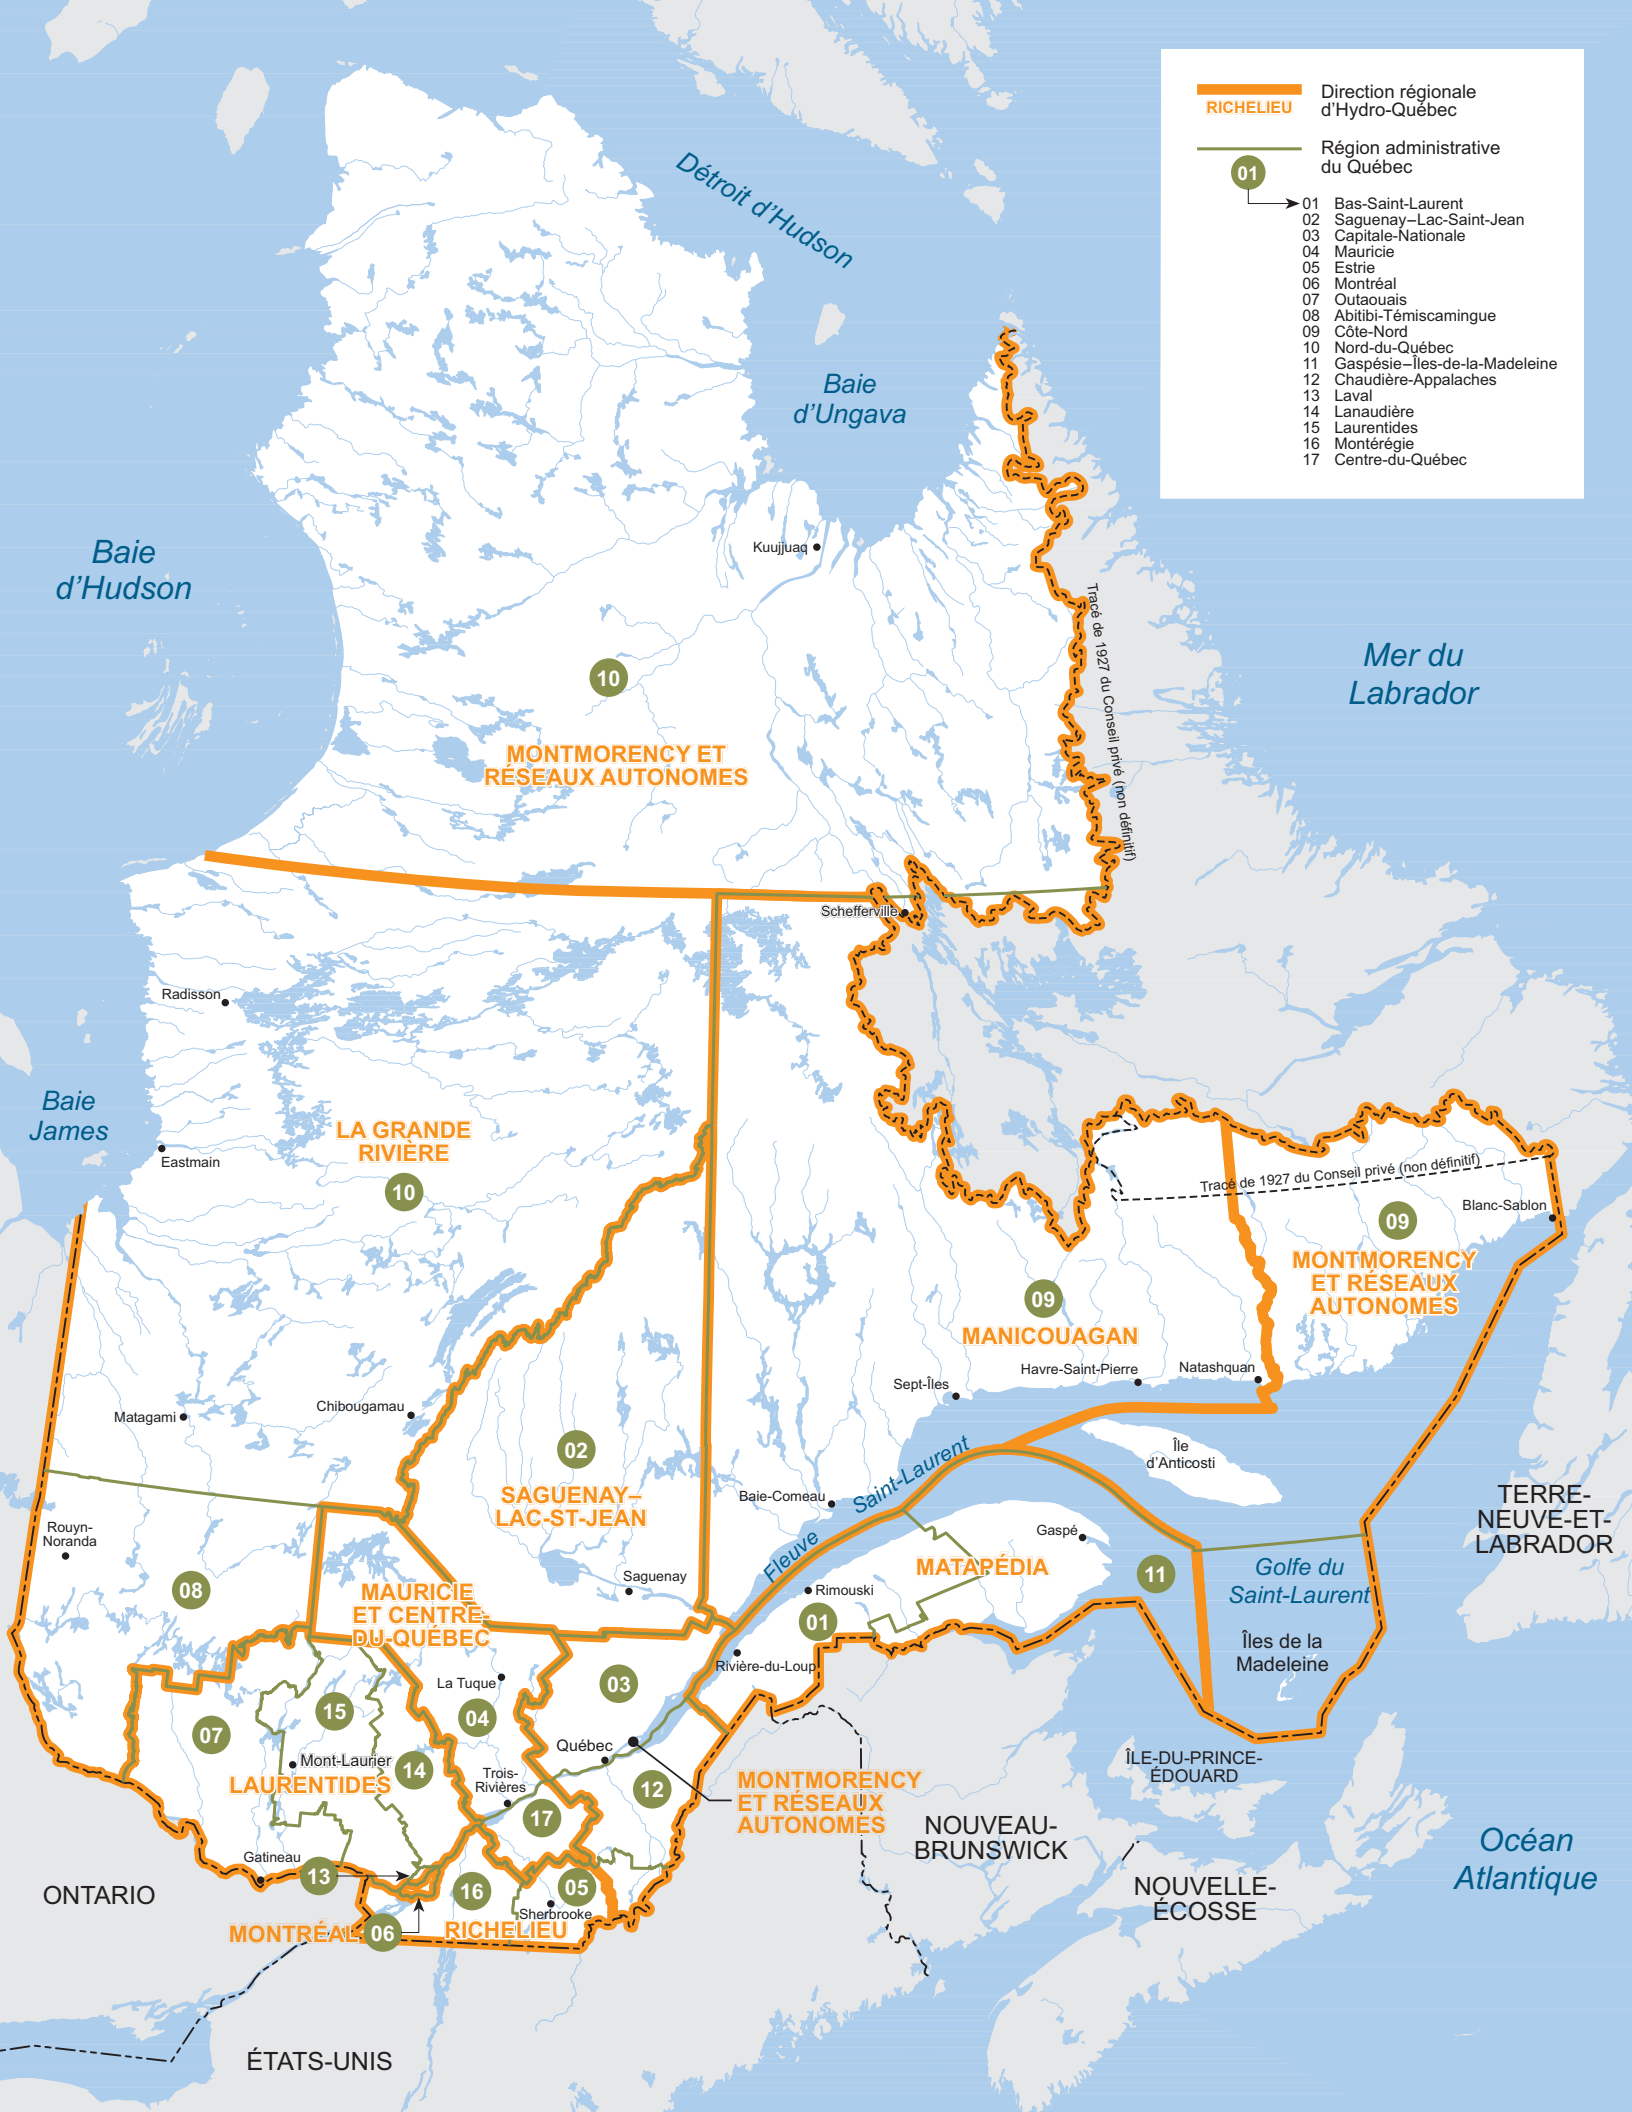 RICHELIEU
Direction régionale
d'Hydro-Québec
Région administrative
du Québec
01
01 Bas-Saint-Laurent
02 Saguenay–Lac-Saint-Jean
03 Capitale-Nationale
04 Mauricie
05 Estrie
06 Montréal
07 Outaouais
08 Abitibi-Témiscamingue
09 Côte-Nord
10 Nord-du-Québec
11 Gaspésie–Îles-de-la-Madeleine
12 Chaudière-Appalaches
13 Laval
14 Lanaudière
15 Laurentides
16 Montérégie
17 Centre-du-Québec
Détroit d'Hudson
Baie
d'Ungava
Baie
d'Hudson
Kuujjuaq
Tracé de 1927 du Conseil privé (non définitif)
Mer du
Labrador
10
MONTMORENCY ET
RÉSEAUX AUTONOMES
Schefferville
Radisson
Baie
James
LA GRANDE
RIVIÈRE
10
Eastmain
Tracé de 1927 du Conseil privé (non définitif)
Blanc-Sablon
09
MONTMORENCY
ET RÉSEAUX
AUTONOMES
09
MANICOUAGAN
Havre-Saint-Pierre
Natashquan
Sept-Îles
Matagami
Chibougamau
02
SAGUENAY–
LAC-ST-JEAN
Île
d'Anticosti
Baie-Comeau
Fleuve Saint-Laurent
TERRE-
NEUVE-ET-
LABRADOR
Rouyn-
Noranda
Gaspé
08
MATAPÉDIA
11
Golfe du
Saint-Laurent
MAURICIE
ET CENTRE-
DU-QUÉBEC
Saguenay
Rimouski
01
Îles de la
Madeleine
Rivière-du-Loup
La Tuque
03
15
04
07
Québec
Mont-Laurier
14
LAURENTIDES
Trois-
Rivières
12
MONTMORENCY
ET RÉSEAUX
AUTONOMES
ÎLE-DU-PRINCE-
ÉDOUARD
17
NOUVEAU-
BRUNSWICK
Océan
Atlantique
Gatineau
13
16
05
Sherbrooke
ONTARIO
NOUVELLE-
ÉCOSSE
MONTRÉAL
06
RICHELIEU
ÉTATS-UNIS